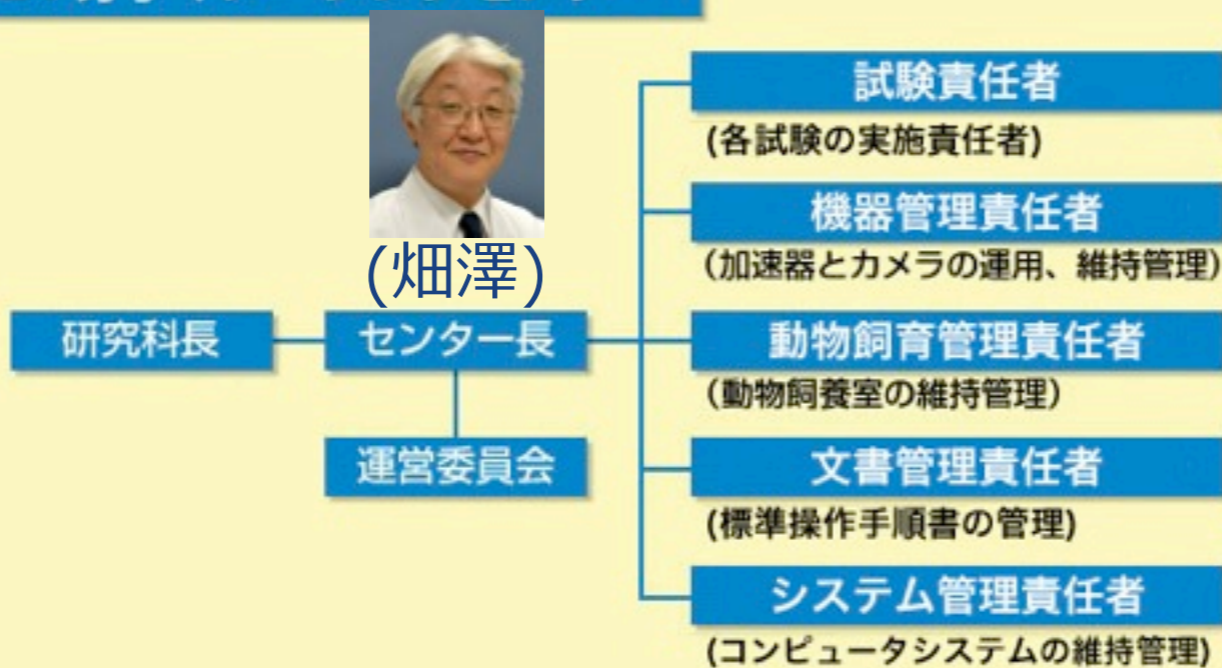 (畑澤)
研究科長
センター長
運営委員会
試験責任者
(各試験の実施責任者)
機器管理責任者
(加速器とカメラの運用、維持管理)
動物飼育管理責任者
(動物飼養室の維持管理)
文書管理責任者
(標準操作手順書の管理)
システム管理責任者
(コンピュータシステムの維持管理)